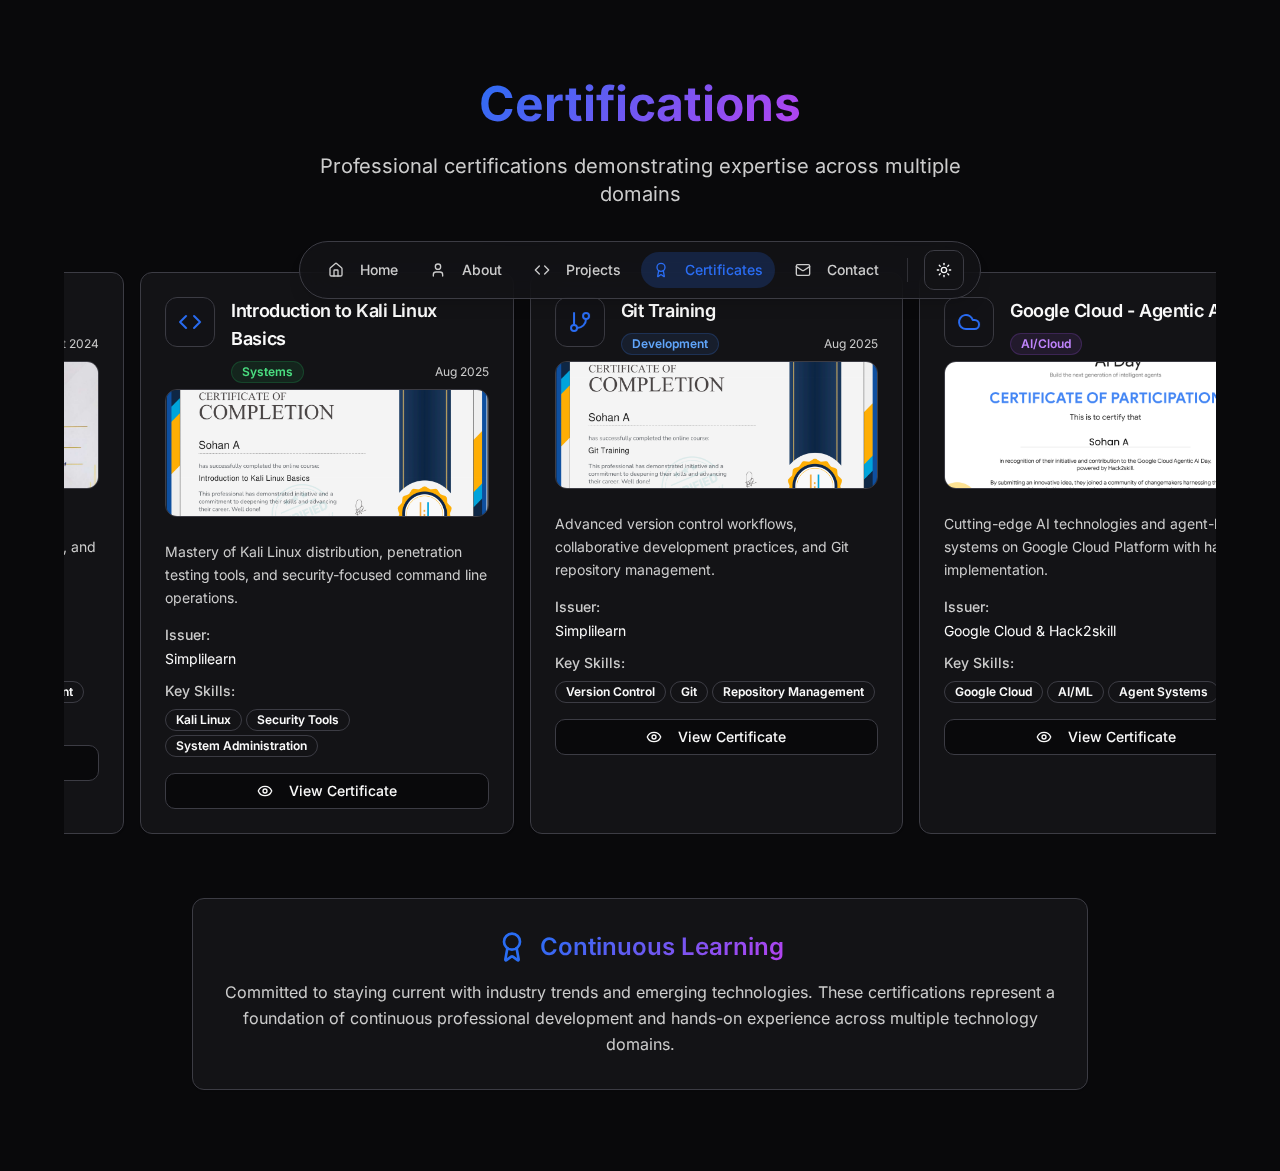 Certifications
Professional certifications demonstrating expertise across multiple
domains
Home
About
Projects
Certificates
Contact
2024
, and
Introduction to Kali Linux
Basics
Systems
Aug 2025
CERTIFICATE OF
COMPLETION
Sohan A
has successfully completed the online course:
Introduction to Kali Linux Basics
This professional has demonstrated initiative and a
commitment to deepening their skills and advancing
their career. Well done!
Mastery of Kali Linux distribution, penetration
testing tools, and security-focused command line
operations.
Issuer:
Simplilearn
Key Skills:
Kali Linux
Security Tools
System Administration
View Certificate
Git Training
Development
Aug 2025
CERTIFICATE OF
COMPLETION
Sohan A
has successfully completed the online course:
Git Training
This professional has demonstrated initiative and a
commitment to deepening their skills and advancing
their career. Well done!
Advanced version control workflows,
collaborative development practices, and Git
repository management.
Issuer:
Simplilearn
Key Skills:
Version Control
Git
Repository Management
View Certificate
Google Cloud - Agentic A
AI/Cloud
AI Day
Build the next generation of intelligent agents
CERTIFICATE OF PARTICIPATION
This is to certify that
Sohan A
in recognition of their initiative and contribution to the Google Cloud Agentic AI Day,
powered by Hack2skill.
By submitting an innovative idea, they joined a community of changemakers harnessing
Cutting-edge AI technologies and agent-
systems on Google Cloud Platform with
implementation.
Issuer:
Google Cloud & Hack2skill
Key Skills:
Google Cloud
AI/ML
Agent Systems
View Certificate
Continuous Learning
Committed to staying current with industry trends and emerging technologies. These certifications represent a
foundation of continuous professional development and hands-on experience across multiple technology
domains.